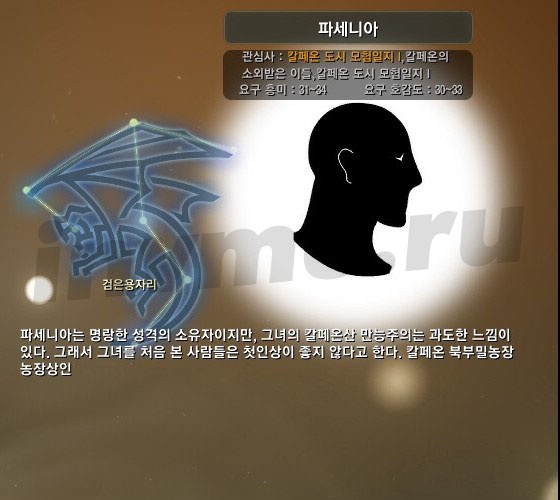 파세니아
관심사 : 칼페온 도시 모험일지 I,칼페온의
소외받은 이들,칼페온 도시 모험일지 I
요구 흥미 : 31~34 요구 호감도 : 30~33
검은용자리
파세니아는 명랑한 성격의 소유자이지만, 그녀의 칼페온산 만능주의는 과도한 느낌이
있다. 그래서 그녀를 처음 본 사람들은 첫인상이 좋지 않다고 한다. 칼페온 북부밀농장
농장상인